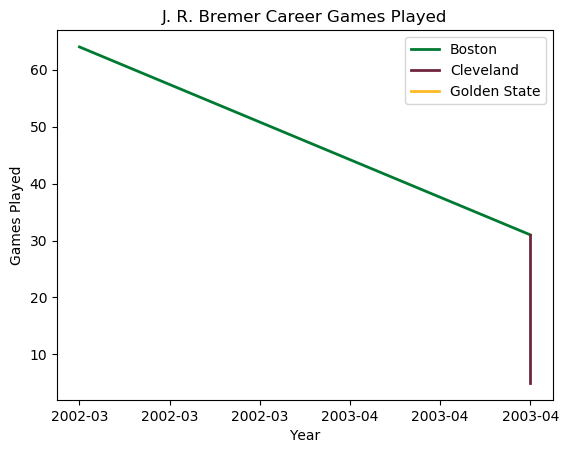 J. R. Bremer Career Games Played
Boston
Cleveland
Golden State
Games Played
60
50
40
30
20
10
2002-03 2002-03 2002-03 2003-04 2003-04 2003-04
Year